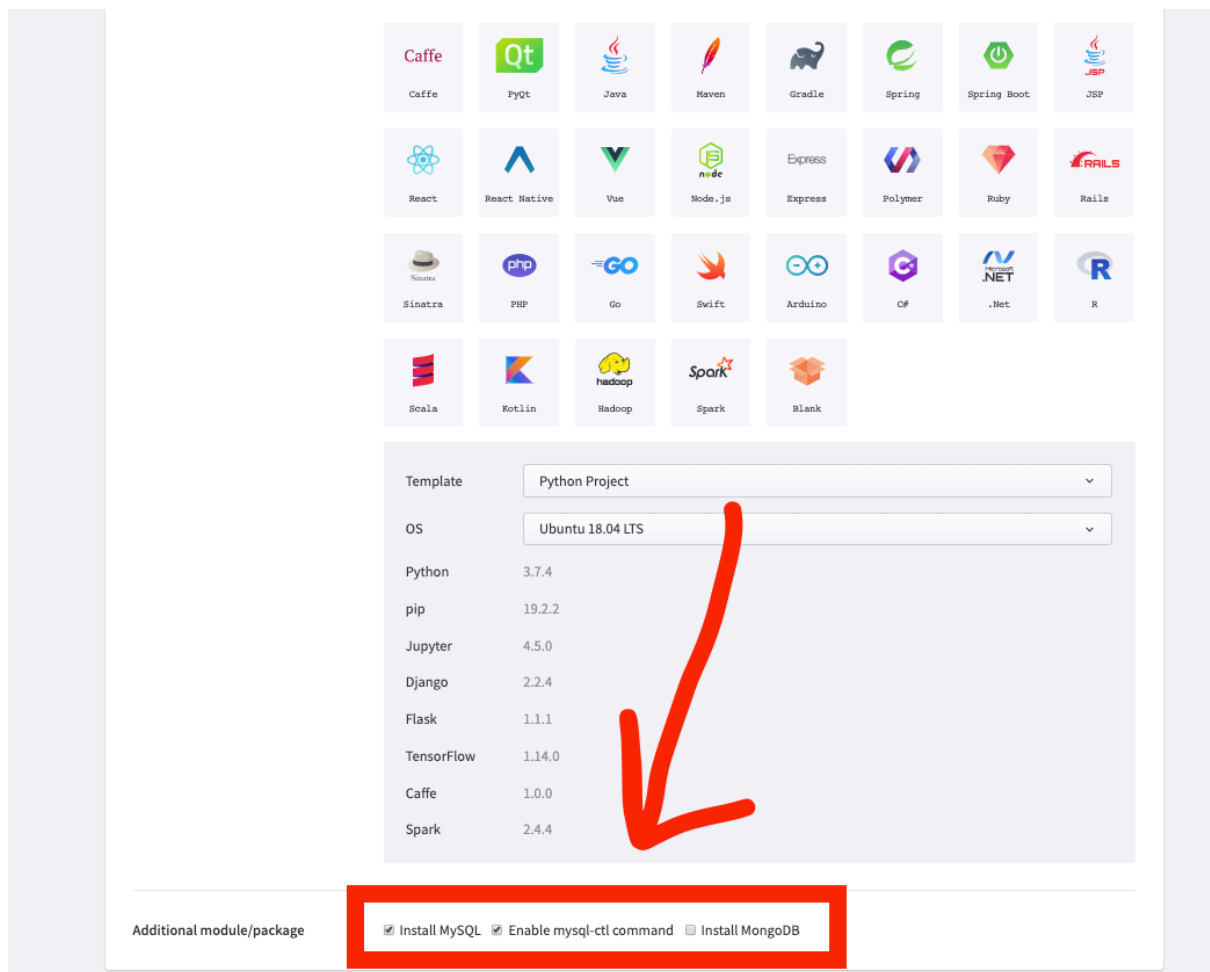 Caffe Qt JSP
Caffe PyQt Java Maven Gradle Spring Spring Boot JSP
node Express RAILS
React React Native Vue Node.js Express Polymer Ruby Rails
Sinatra php GO C Microsoft .NET R
Sinatra PHP Go Swift Arduino C# .Net R
hadoop Spark
Scala Kotlin Hadoop Spark Blank
Template Python Project
OS Ubuntu 18.04 LTS
Python 3.7.4
pip 19.2.2
Jupyter 4.5.0
Django 2.2.4
Flask 1.1.1
TensorFlow 1.14.0
Caffe 1.0.0
Spark 2.4.4
Additional module/package Install MySQL Enable mysql-ctl command Install MongoDB